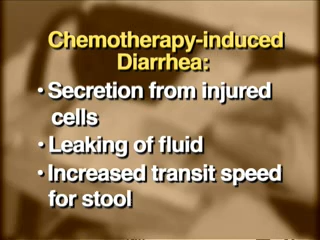 Chemotherapy-induced
Diarrhea:
• Secretion from injured
cells
• Leaking of fluid
• Increased transit speed
for stool